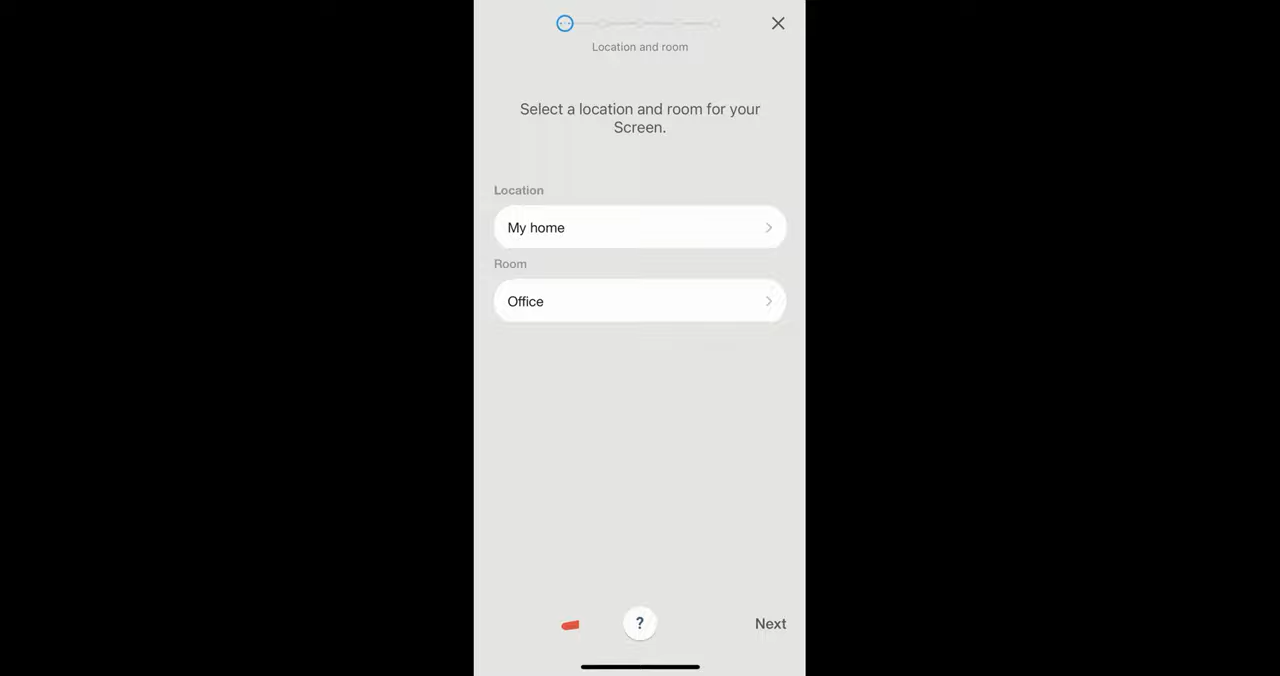 Location and room
Select a location and room for your
Screen.
Location
My home
Room
Office
?
Next